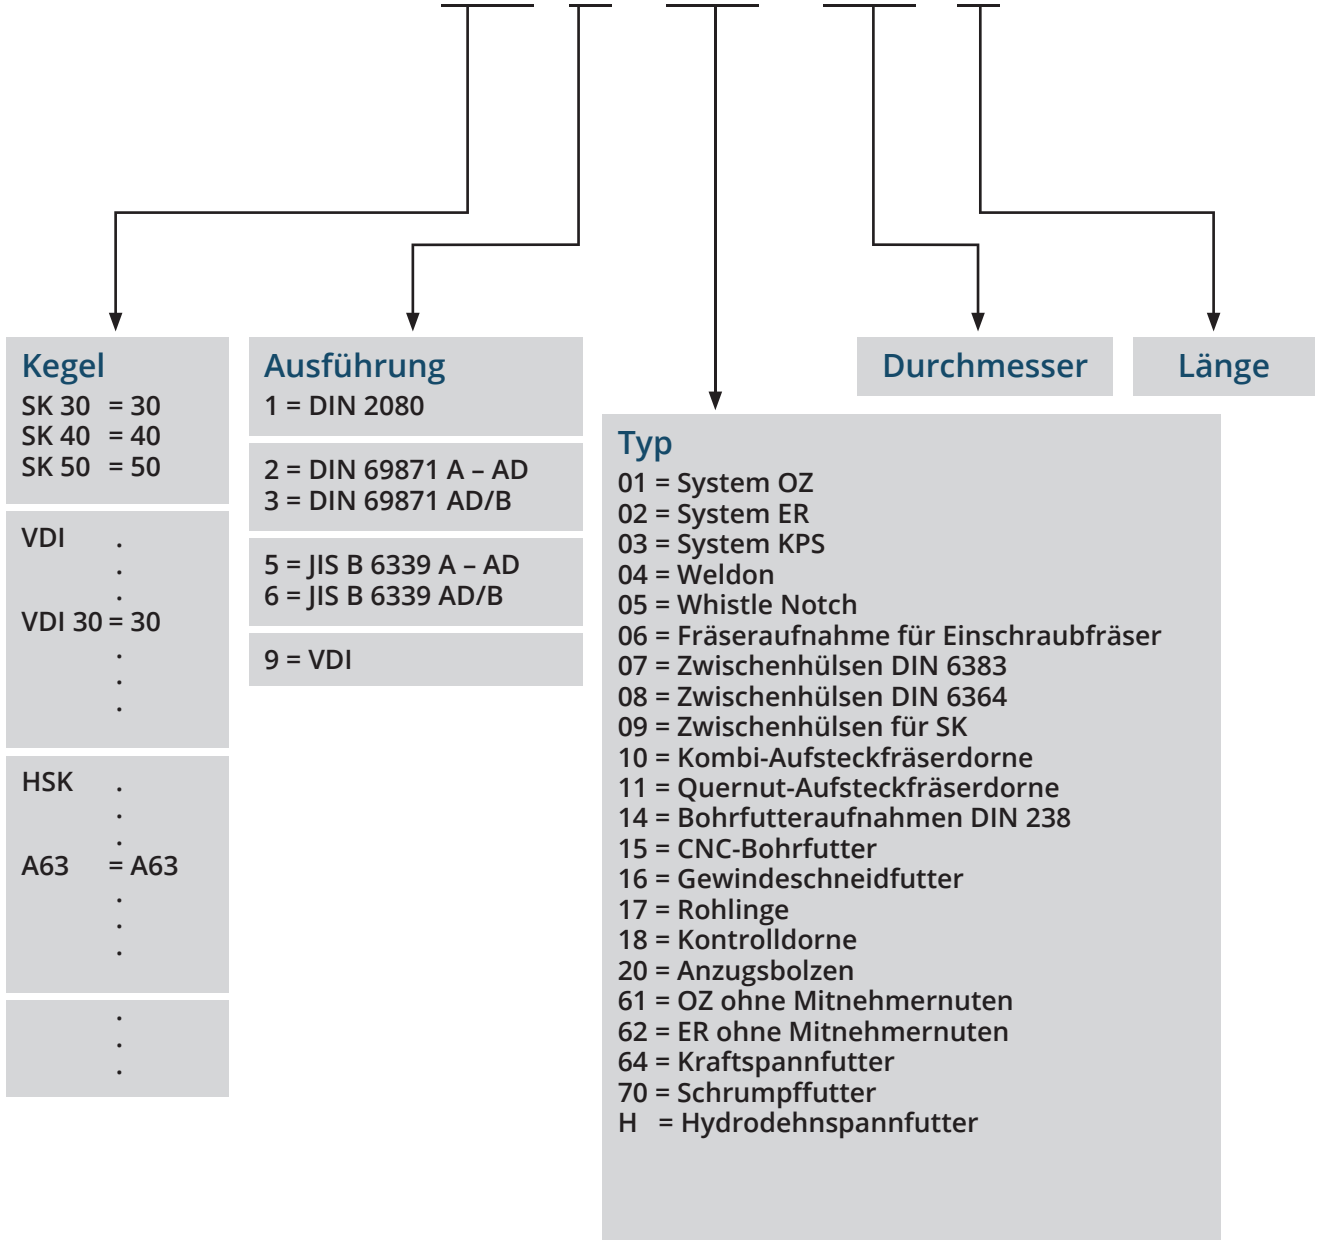 Kegel
SK 30 = 30
SK 40 = 40
SK 50 = 50
VDI .
.
.
VDI 30 = 30
.
.
.
HSK .
.
.
A63 = A63
.
.
.
.
.
.
Ausführung
1 = DIN 2080
2 = DIN 69871 A – AD
3 = DIN 69871 AD/B
5 = JIS B 6339 A – AD
6 = JIS B 6339 AD/B
9 = VDI
Typ
01 = System OZ
02 = System ER
03 = System KPS
04 = Weldon
05 = Whistle Notch
06 = Fräseraufnahme für Einschraubfräser
07 = Zwischenhülsen DIN 6383
08 = Zwischenhülsen DIN 6364
09 = Zwischenhülsen für SK
10 = Kombi-Aufsteckfräserdorne
11 = Quernut-Aufsteckfräserdorne
14 = Bohrfutteraufnahmen DIN 238
15 = CNC-Bohrfutter
16 = Gewindeschneidfutter
17 = Rohlinge
18 = Kontrolldorne
20 = Anzugsbolzen
61 = OZ ohne Mitnehmernuten
62 = ER ohne Mitnehmernuten
64 = Kraftspannfutter
70 = Schrumpffutter
H = Hydrodehnspannfutter
Durchmesser
Länge